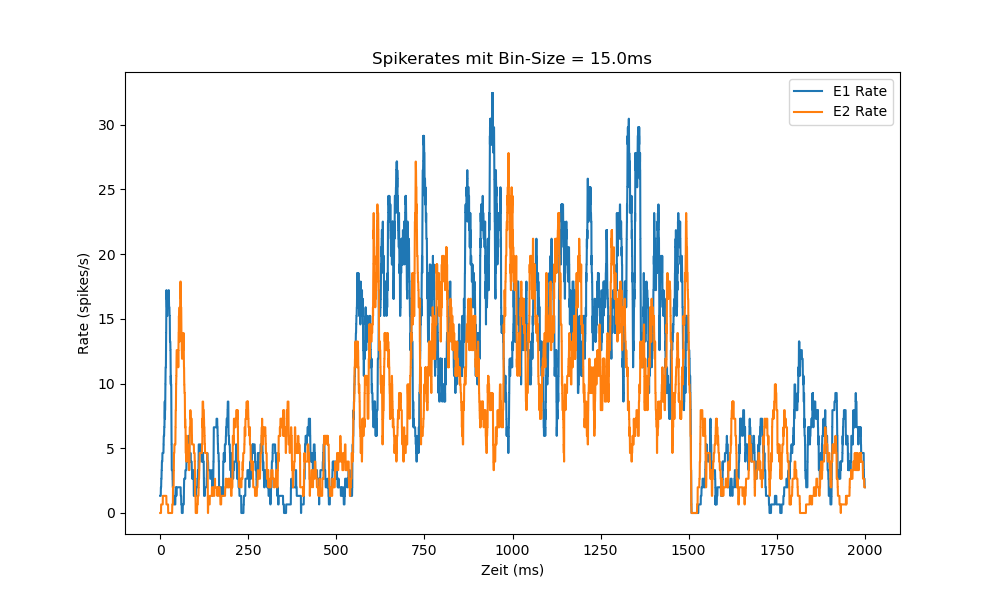 Spikerates mit Bin-Size = 15.0ms
E1 Rate
E2 Rate
30
25
20
15
10
5
0
Rate (spikes/s)
0 250 500 750 1000 1250 1500 1750 2000
Zeit (ms)